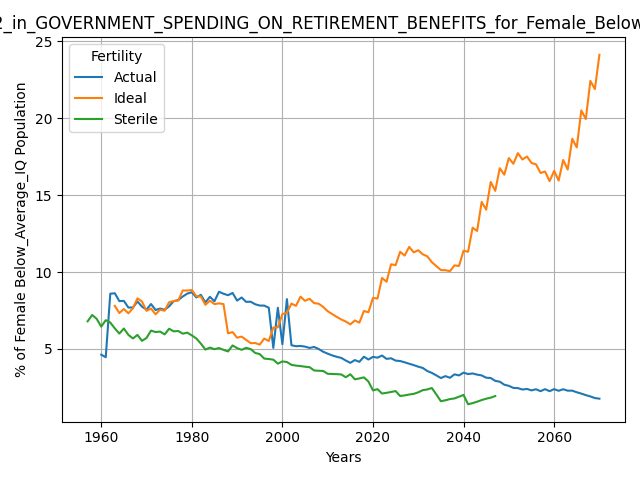 2_in_GOVERNMENT_SPENDING_ON_RETIREMENT_BENEFITS_for_Female_Below
Fertility
Actual
Ideal
Sterile
% of Female Below_Average_IQ Population
25
20
15
10
5
1960 1980 2000 2020 2040 2060
Years